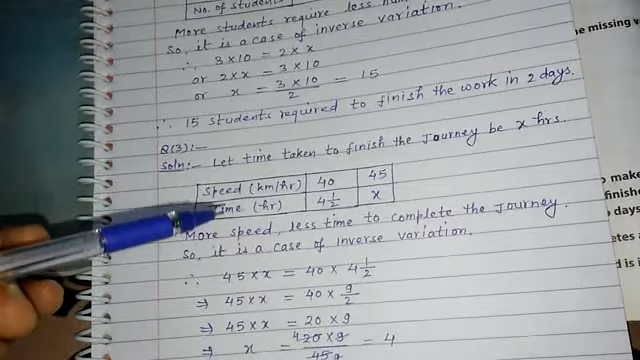 No. of students
More students require less
So, it is a case of inverse variation.
∴ 3 × 10 = 2 × x
or 2 × x = 3 × 10
or x = 3 × 10 / 2 = 15
∴ 15 students required to finish the work in 2 days.
Q(3):-
Soln:- Let time taken to finish the Journey be x hrs.
Speed (km/hr) 40 45
Time (hr) 4 1/2 x
More speed, less time to complete the Journey.
So, it is a case of inverse variation.
∴ 45 × x = 40 × 4 1/2
⇒ 45 × x = 40 × 9/2
⇒ 45 × x = 20 × 9
⇒ x = 20 × 9 / 45 = 4
missing v
make
finish
is